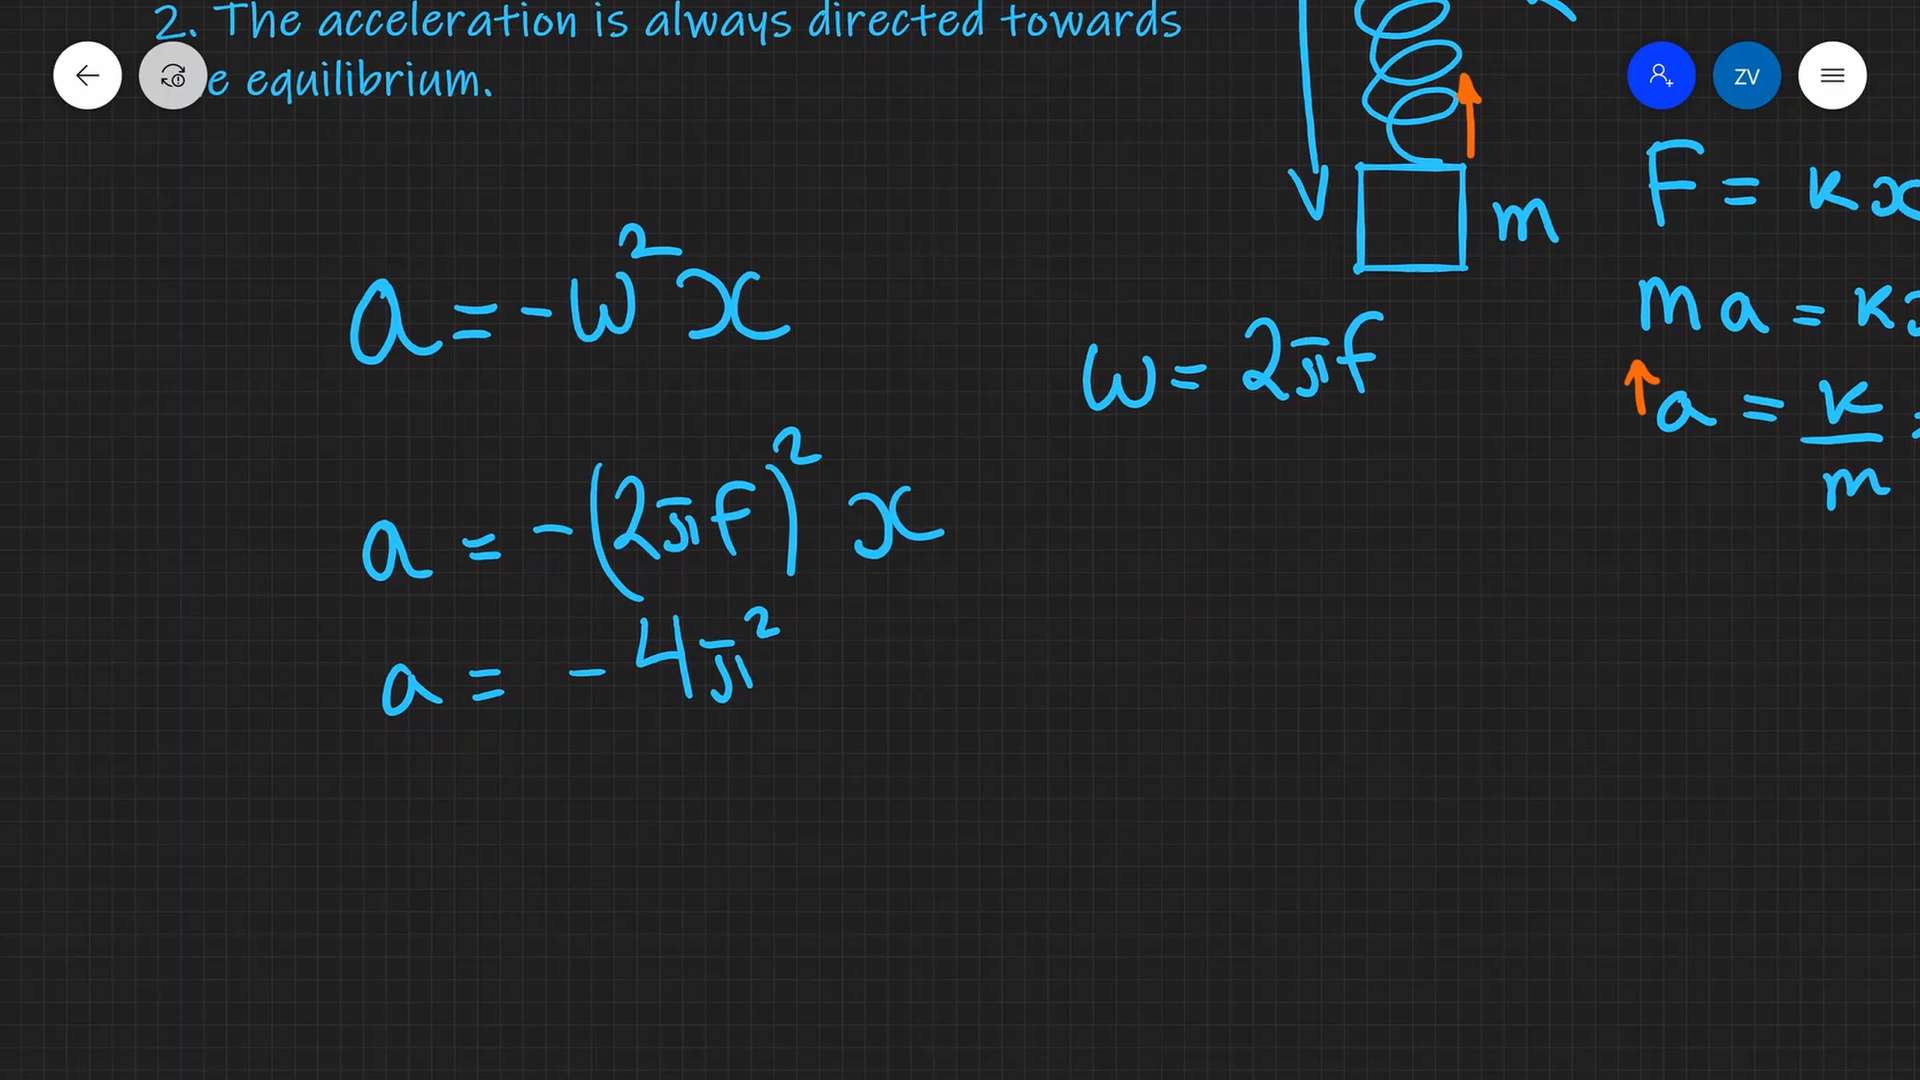 2. The acceleration is always directed towards
e equilibrium.
ZV
m
F = kx
ma = k
a = k/m
a = -ω²x
ω = 2πf
a = -(2πf)² x
a = -4π²